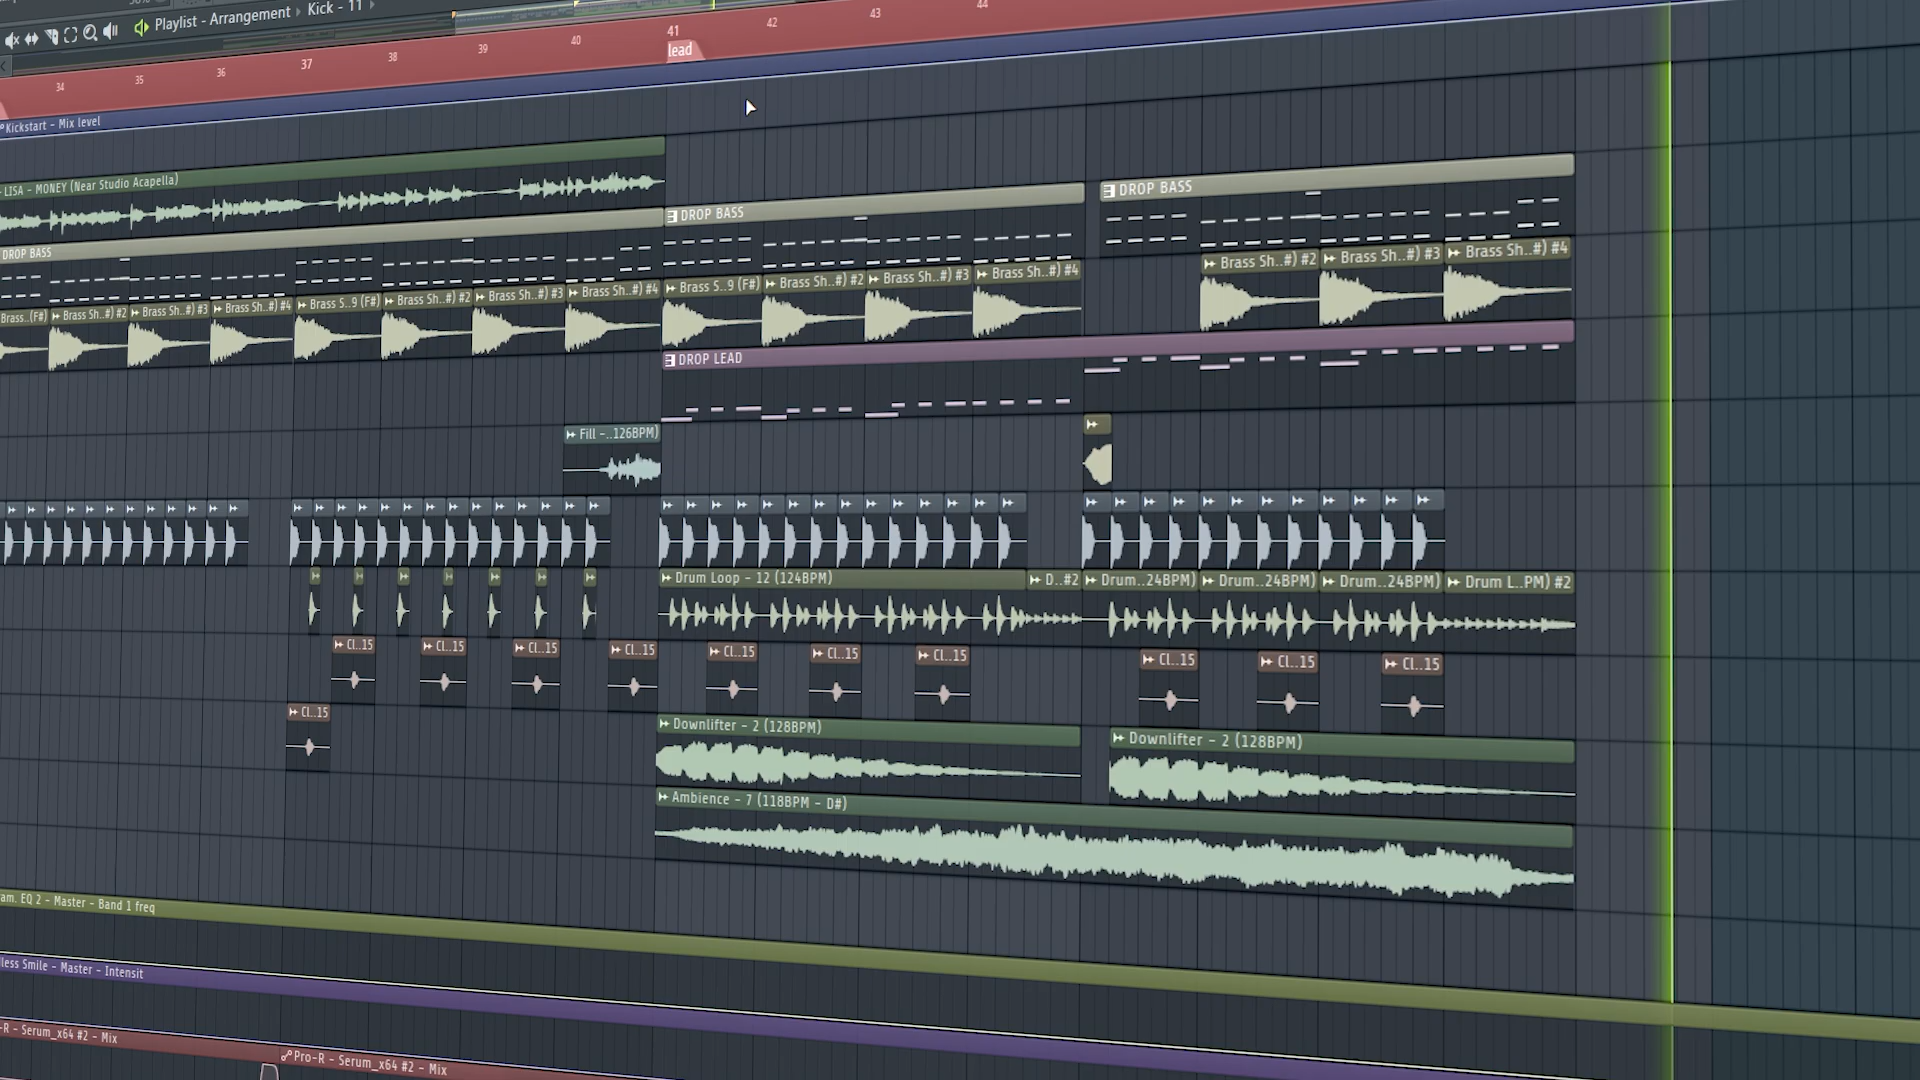 Playlist - Arrangement › Kick - 11 ›
34 35 36 37 38 39 40 41 42 43 44
lead
Kickstart - Mix level
LISA - MONEY (Near Studio Acapella)
DROP BASS
DROP BASS
DROP BASS
Brass..(F#) Brass Sh..#) #2 Brass Sh..#) #3 Brass Sh..#) #4 Brass S..9 (F#) Brass Sh..#) #2 Brass Sh..#) #3 Brass Sh..#) #4 Brass S..9 (F#) Brass Sh..#) #2 Brass Sh..#) #3 Brass Sh..#) #4 Brass Sh..#) #2 Brass Sh..#) #3 Brass Sh..#) #4
DROP LEAD
Fill -..126BPM)
Drum Loop - 12 (124BPM) D..#2 Drum..24BPM) Drum..24BPM) Drum..24BPM) Drum L..PM) #2
Cl..15 Cl..15 Cl..15 Cl..15 Cl..15 Cl..15 Cl..15 Cl..15 Cl..15 Cl..15
Cl..15
Downlifter - 2 (128BPM) Downlifter - 2 (128BPM)
Ambience - 7 (118BPM - D#)
am. EQ 2 - Master - Band 1 freq
less Smile - Master - Intensit
-R - Serum_x64 #2 - Mix
Pro-R - Serum_x64 #2 - Mix